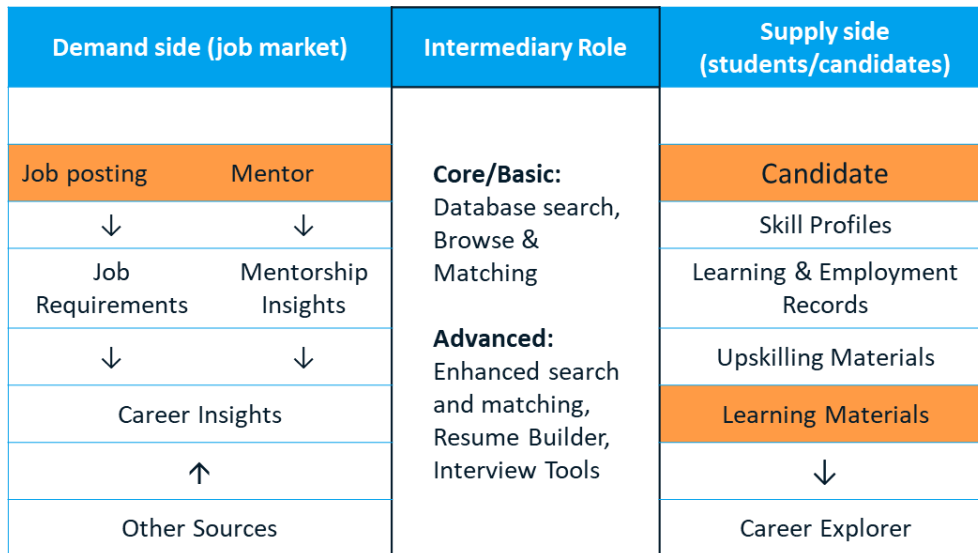 Demand side (job market)
Intermediary Role
Supply side
(students/candidates)
Job posting
Mentor
↓
↓
Job
Requirements
Mentorship
Insights
↓
↓
Career Insights
↑
Other Sources
Core/Basic:
Database search,
Browse &
Matching
Advanced:
Enhanced search
and matching,
Resume Builder,
Interview Tools
Candidate
Skill Profiles
Learning & Employment
Records
Upskilling Materials
Learning Materials
↓
Career Explorer